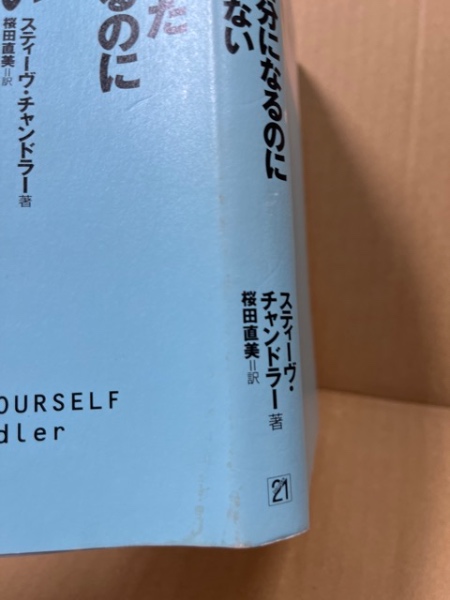 た
るのに
い
スティーヴ・チャンドラー 著
桜田直美=訳
OURSELF
dler
分になるのに
ない
スティーヴ・
チャンドラー 著
桜田直美=訳
21